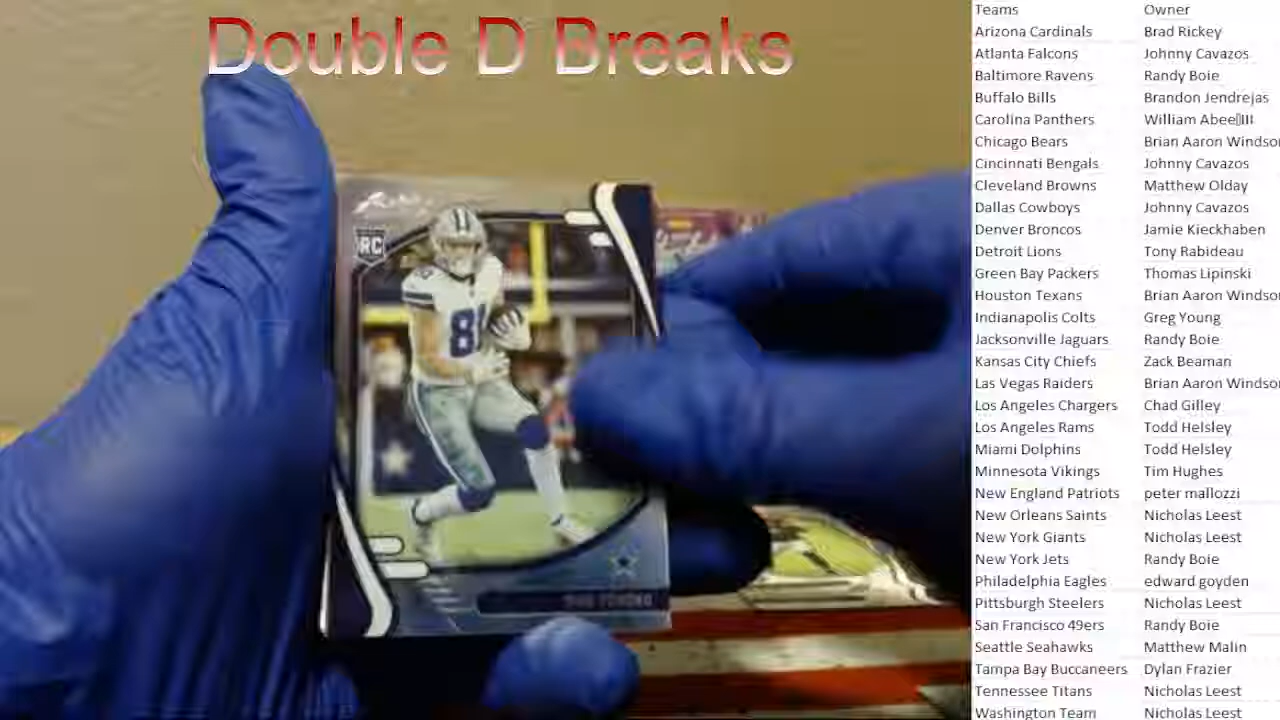 Double D Breaks
RC
8
Teams Owner
Arizona Cardinals Brad Rickey
Atlanta Falcons Johnny Cavazos
Baltimore Ravens Randy Boie
Buffalo Bills Brandon Jendrejas
Carolina Panthers William Abee▯III
Chicago Bears Brian Aaron Windso
Cincinnati Bengals Johnny Cavazos
Cleveland Browns Matthew Olday
Dallas Cowboys Johnny Cavazos
Denver Broncos Jamie Kieckhaben
Detroit Lions Tony Rabideau
Green Bay Packers Thomas Lipinski
Houston Texans Brian Aaron Windso
Indianapolis Colts Greg Young
Jacksonville Jaguars Randy Boie
Kansas City Chiefs Zack Beaman
Las Vegas Raiders Brian Aaron Windso
Los Angeles Chargers Chad Gilley
Los Angeles Rams Todd Helsley
Miami Dolphins Todd Helsley
Minnesota Vikings Tim Hughes
New England Patriots peter mallozzi
New Orleans Saints Nicholas Leest
New York Giants Nicholas Leest
New York Jets Randy Boie
Philadelphia Eagles edward goyden
Pittsburgh Steelers Nicholas Leest
San Francisco 49ers Randy Boie
Seattle Seahawks Matthew Malin
Tampa Bay Buccaneers Dylan Frazier
Tennessee Titans Nicholas Leest
Washington Team Nicholas Leest